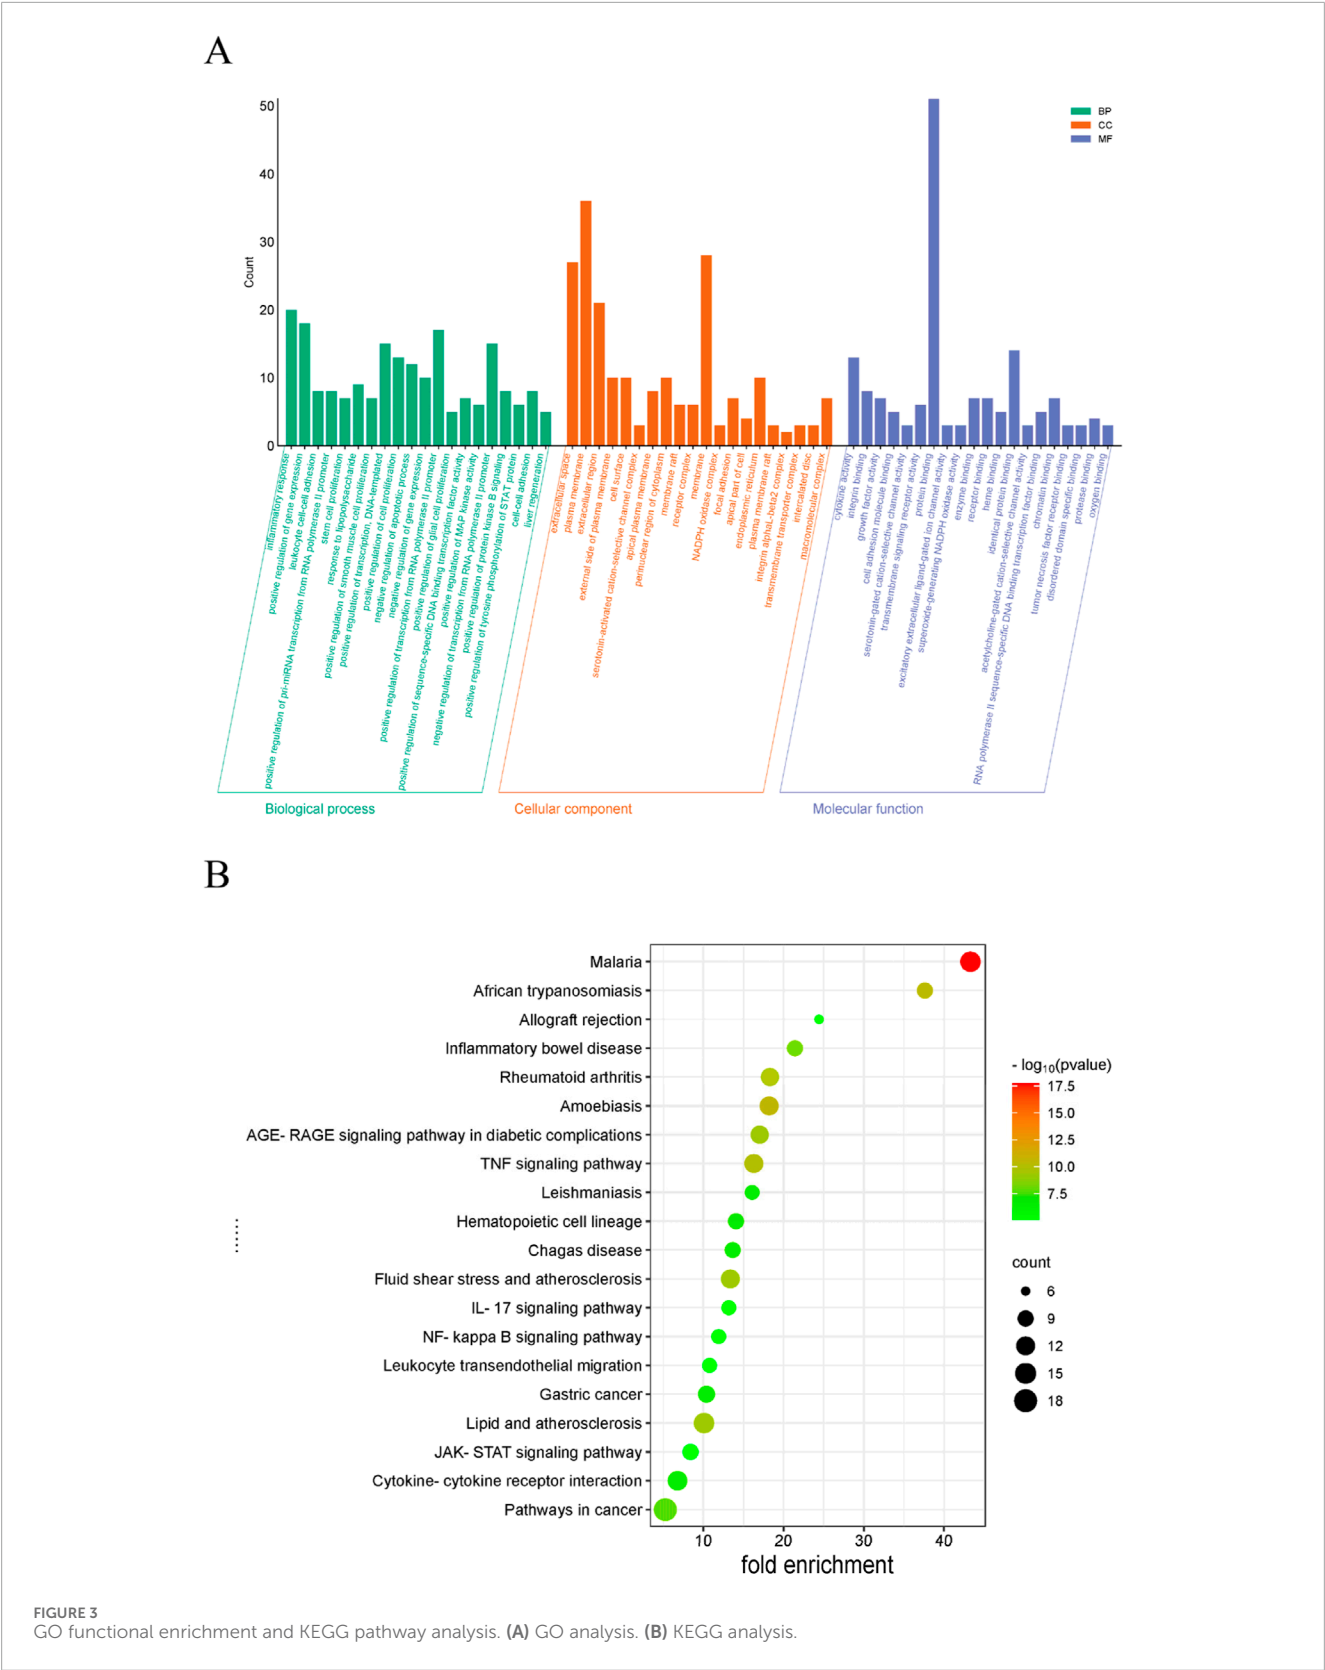 A
50
40
30
20
10
0
Count
BP
CC
MF
inflammatory response
positive regulation of gene expression
leukocyte cell-cell adhesion
positive regulation of pri-miRNA transcription from RNA polymerase II promoter
stem cell proliferation
response to lipopolysaccharide
positive regulation of smooth muscle cell proliferation
positive regulation of transcription, DNA-templated
positive regulation of cell proliferation
negative regulation of apoptotic process
negative regulation of gene expression
positive regulation of transcription from RNA polymerase II promoter
positive regulation of glial cell proliferation
positive regulation of sequence-specific DNA binding transcription factor activity
positive regulation of MAP kinase activity
negative regulation of transcription from RNA polymerase II promoter
positive regulation of protein kinase B signaling
positive regulation of tyrosine phosphorylation of STAT protein
cell-cell adhesion
liver regeneration
extracellular space
plasma membrane
extracellular region
external side of plasma membrane
cell surface
serotonin-activated cation-selective channel complex
apical plasma membrane
perinuclear region of cytoplasm
membrane raft
receptor complex
membrane
NADPH oxidase complex
focal adhesion
apical part of cell
endoplasmic reticulum
plasma membrane raft
integrin alphaL-beta2 complex
transmembrane transporter complex
intercalated disc
macromolecular complex
cytokine activity
integrin binding
growth factor activity
cell adhesion molecule binding
serotonin-gated cation-selective channel activity
transmembrane signaling receptor activity
protein binding
excitatory extracellular ligand-gated ion channel activity
superoxide-generating NADPH oxidase activity
enzyme binding
receptor binding
heme binding
identical protein binding
acetylcholine-gated cation-selective channel activity
RNA polymerase II sequence-specific DNA binding transcription factor binding
chromatin binding
tumor necrosis factor receptor binding
disordered domain specific binding
protease binding
oxygen binding
Biological process
Cellular component
Molecular function
B
Malaria
African trypanosomiasis
Allograft rejection
Inflammatory bowel disease
Rheumatoid arthritis
Amoebiasis
AGE- RAGE signaling pathway in diabetic complications
TNF signaling pathway
Leishmaniasis
Hematopoietic cell lineage
Chagas disease
Fluid shear stress and atherosclerosis
IL- 17 signaling pathway
NF- kappa B signaling pathway
Leukocyte transendothelial migration
Gastric cancer
Lipid and atherosclerosis
JAK- STAT signaling pathway
Cytokine- cytokine receptor interaction
Pathways in cancer
......
10 20 30 40
fold enrichment
- log10(pvalue)
17.5
15.0
12.5
10.0
7.5
count
6
9
12
15
18
FIGURE 3
GO functional enrichment and KEGG pathway analysis. (A) GO analysis. (B) KEGG analysis.